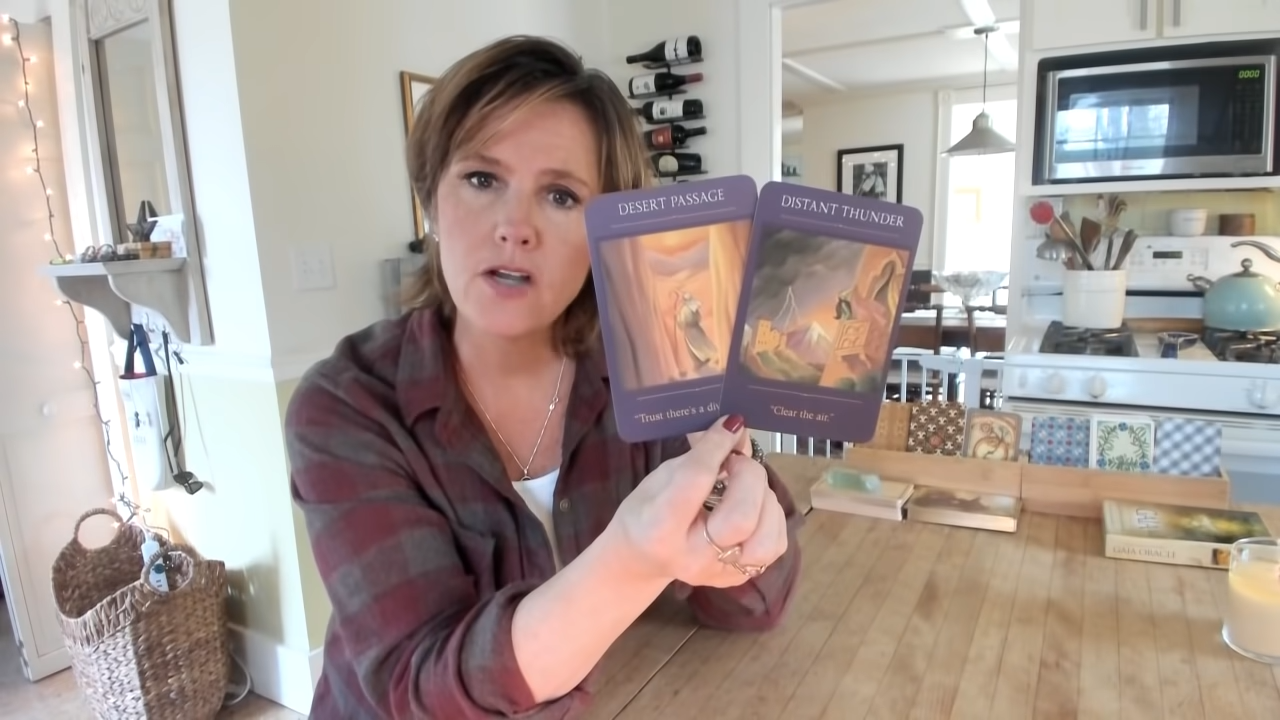 DESERT PASSAGE
"Trust there's a div
DISTANT THUNDER
"Clear the air."
0000
GAIA ORACLE